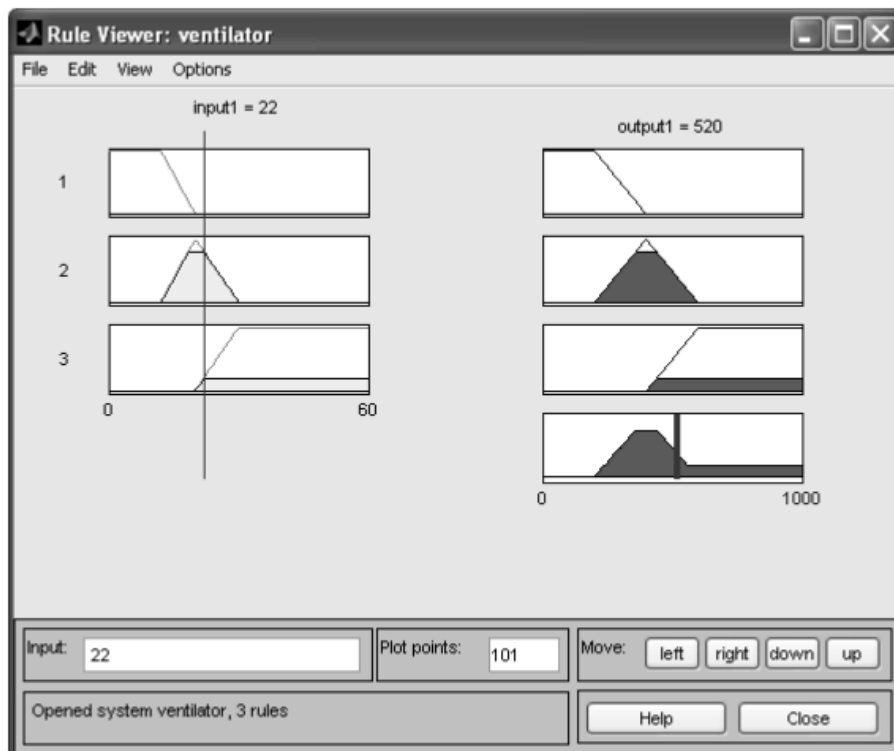 Rule Viewer: ventilator
File Edit View Options
input1 = 22
output1 = 520
1
2
3
0 60
0 1000
Input: 22
Plot points: 101
Move: left right down up
Opened system ventilator, 3 rules
Help Close